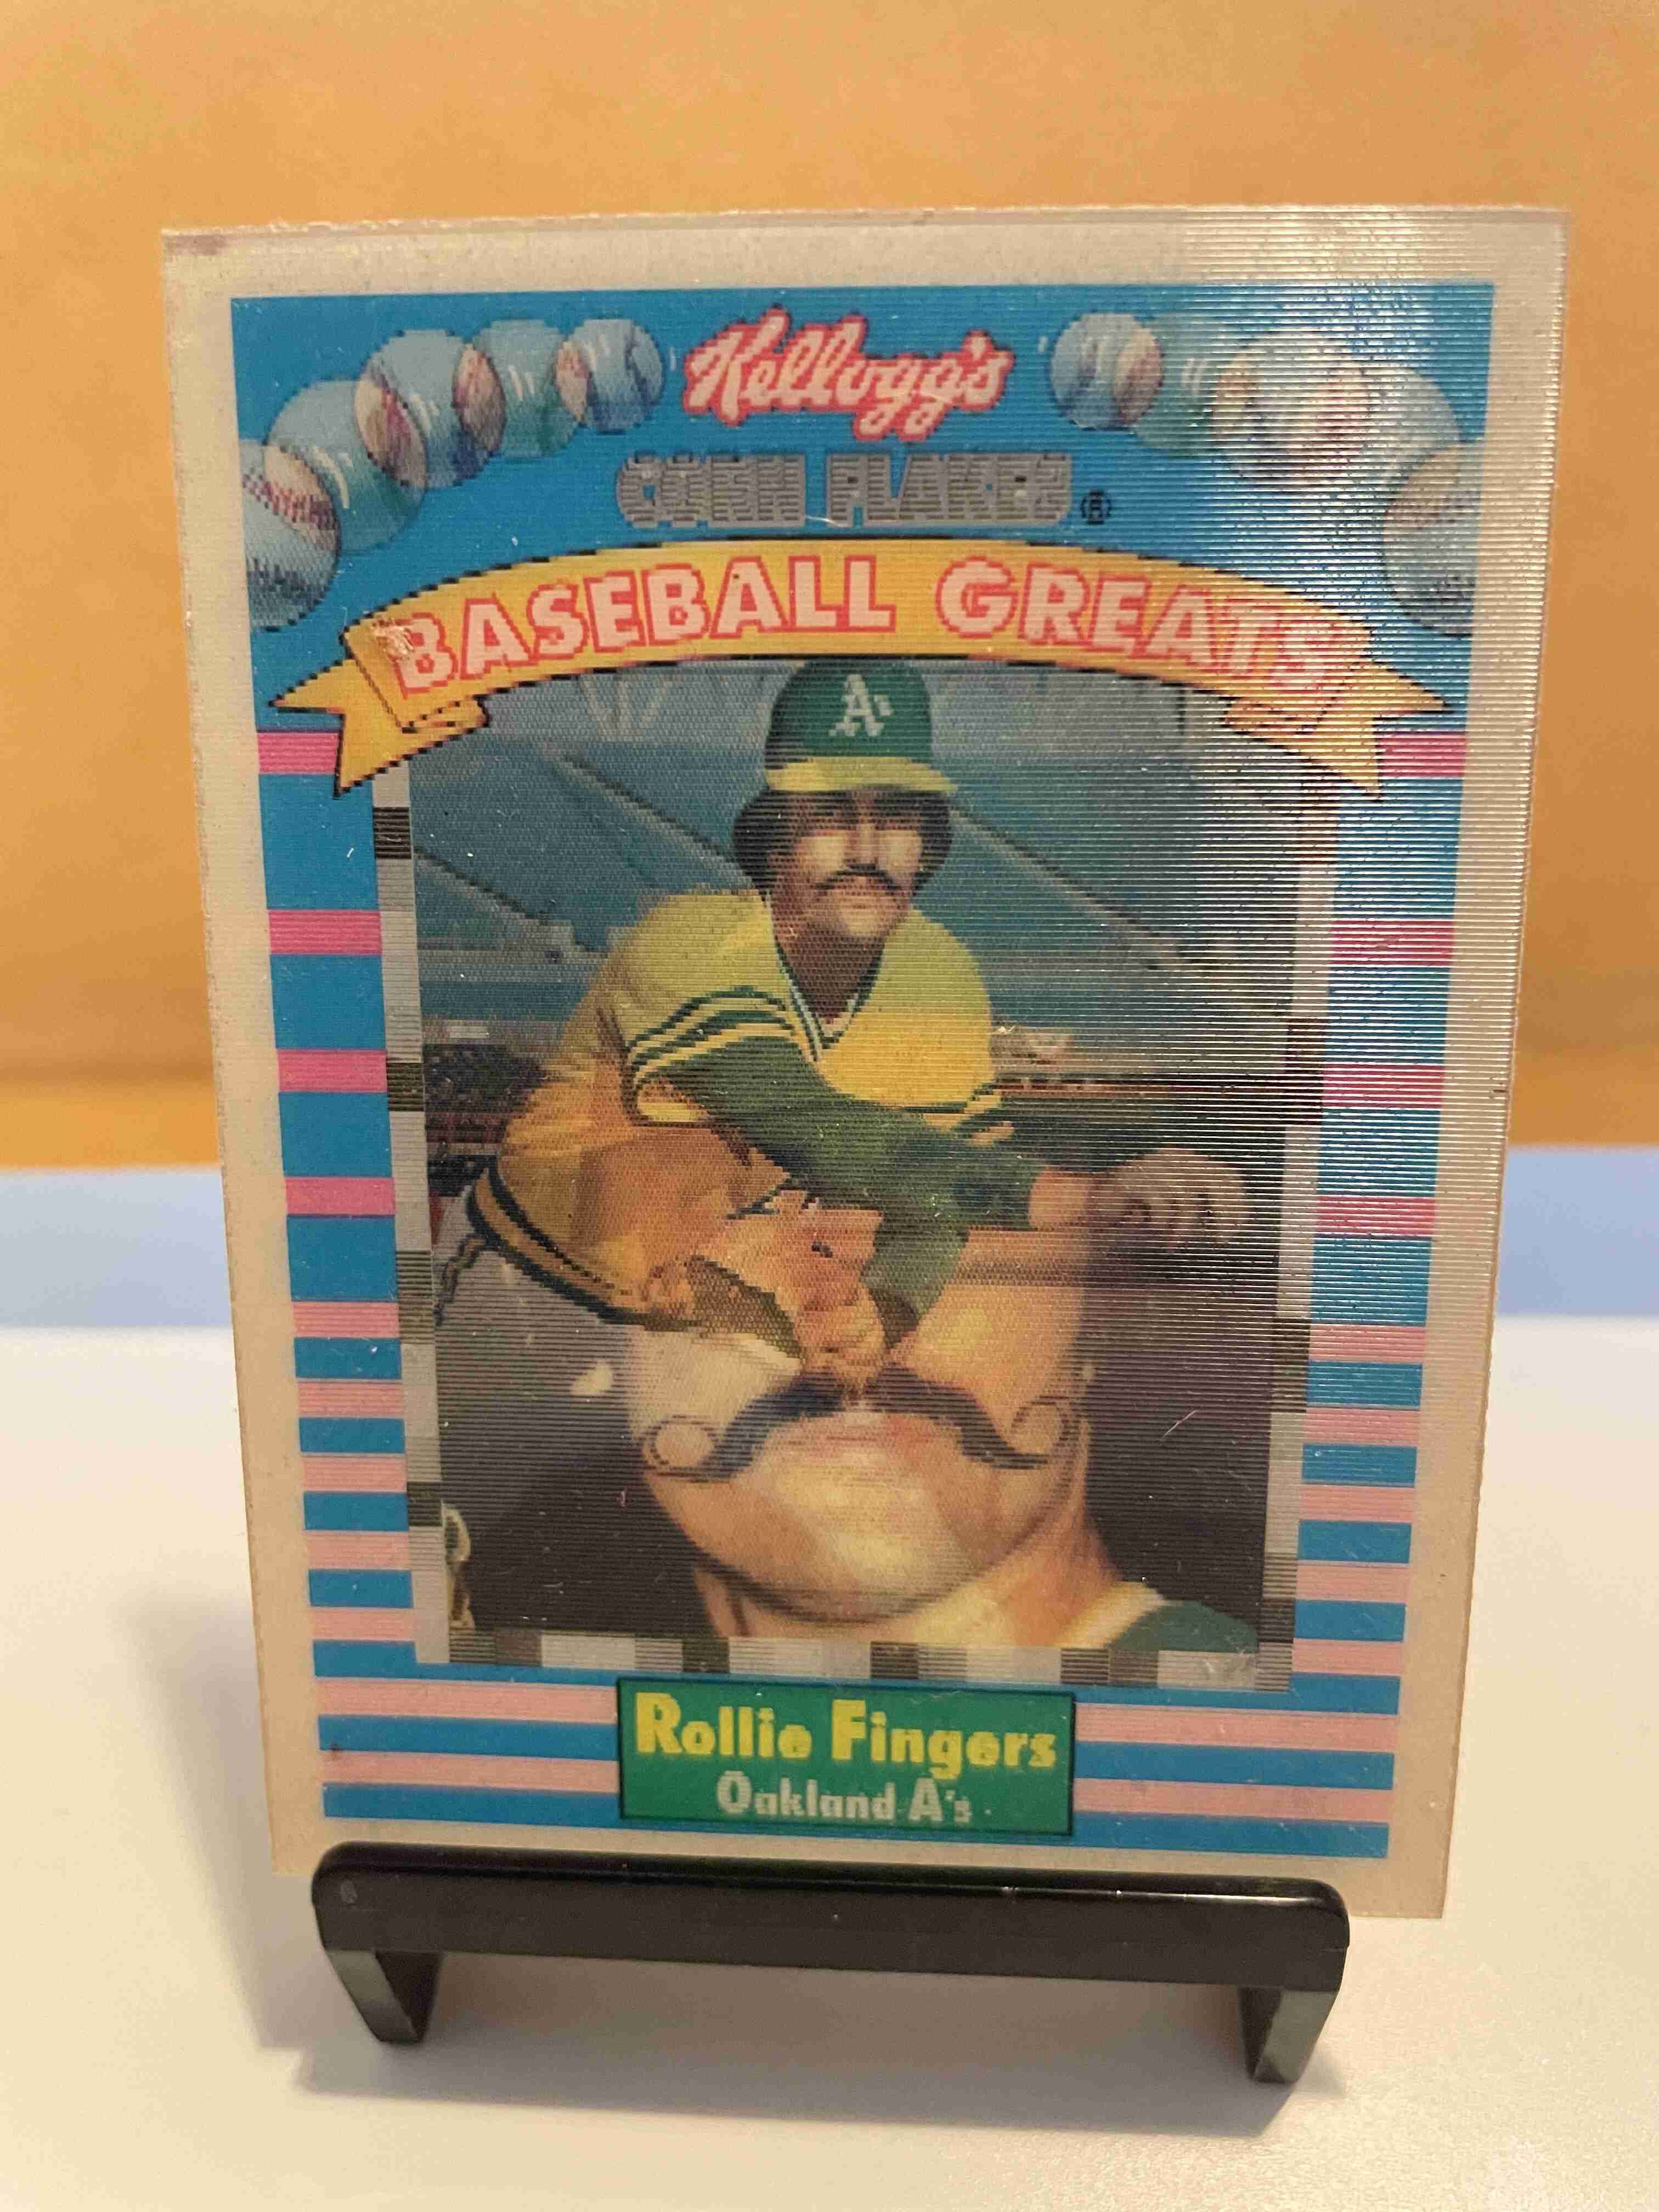 Kellogg's
CORN FLAKES®
BASEBALL GREATS
A's
Rollie Fingers
Oakland A's